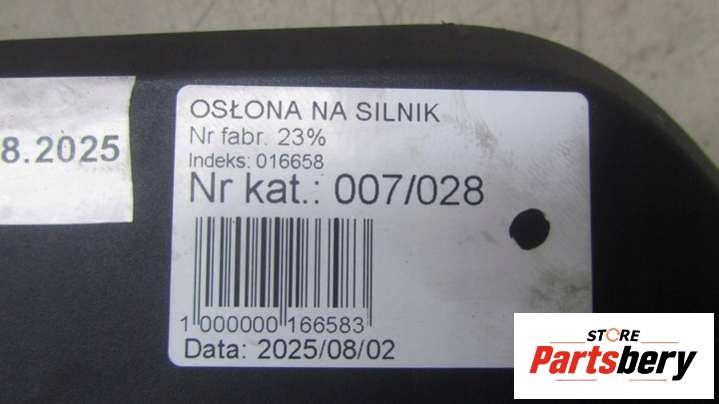 8.2025
OSŁONA NA SILNIK
Nr fabr. 23%
Indeks: 016658
Nr kat.: 007/028
1 000000 166583
Data: 2025/08/02
STORE
Partsbery